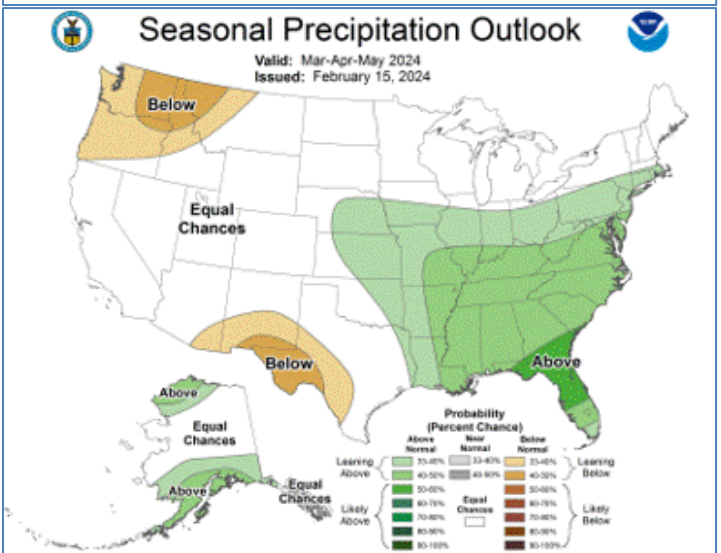 Seasonal Precipitation Outlook
Valid: Mar-Apr-May 2024
Issued: February 15, 2024
Below
Equal
Chances
Below
Above
Above
Equal
Chances
Above
Equal
Chances
Probability
(Percent Chance)
Above
Normal
Near
Normal
Below
Normal
Leaning
Above
33-40%
40-50%
33-40%
40-50%
33-40%
40-50%
Leaning
Below
Likely
Above
50-60%
60-70%
70-80%
80-90%
90-100%
Equal
Chances
50-60%
60-70%
70-80%
80-90%
90-100%
Likely
Below